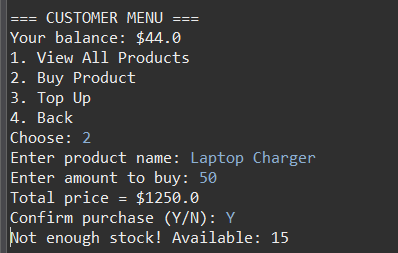 === CUSTOMER MENU ===
Your balance: $44.0
1. View All Products
2. Buy Product
3. Top Up
4. Back
Choose: 2
Enter product name: Laptop Charger
Enter amount to buy: 50
Total price = $1250.0
Confirm purchase (Y/N): Y
Not enough stock! Available: 15